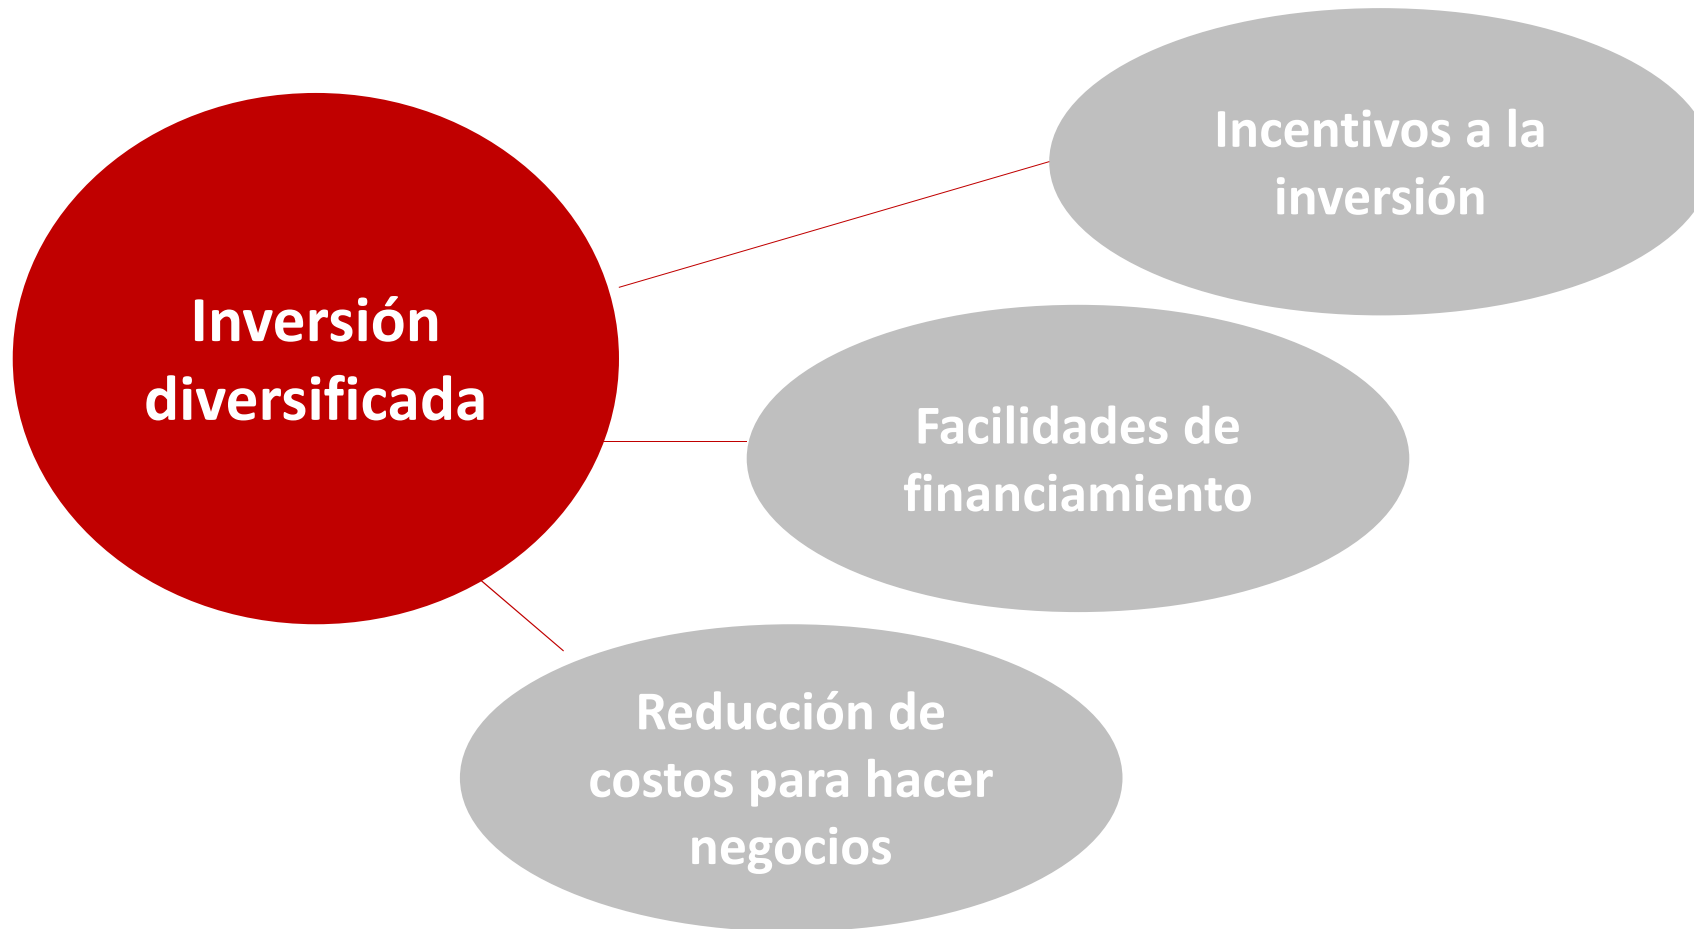 Inversión
diversificada
Incentivos a la
inversión
Facilidades de
financiamiento
Reducción de
costos para hacer
negocios